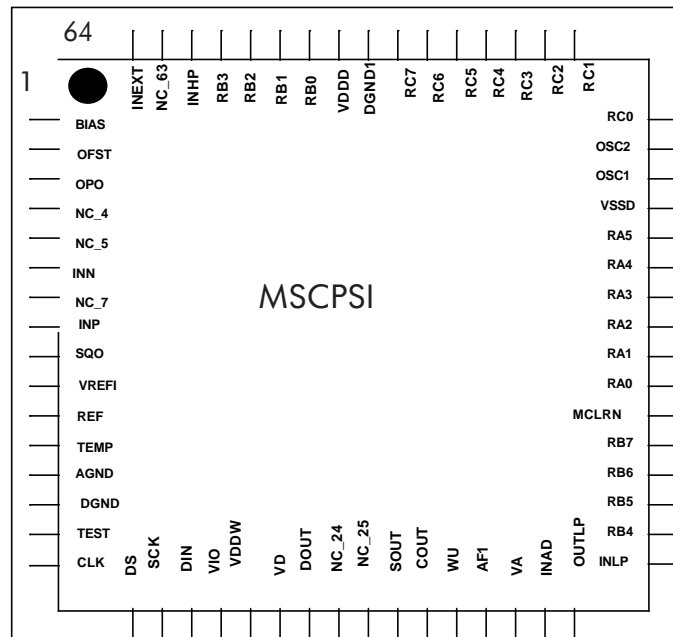 64
1
INEXT
NC_63
INHP
RB3
RB2
RB1
RB0
VDDD
DGND1
RC7
RC6
RC5
RC4
RC3
RC2
RC1
BIAS
OFST
OPO
NC_4
NC_5
INN
NC_7
INP
SQO
VREFI
REF
TEMP
AGND
DGND
TEST
CLK
MSCPSI
RC0
OSC2
OSC1
VSSD
RA5
RA4
RA3
RA2
RA1
RA0
MCLRN
RB7
RB6
RB5
RB4
INLP
DS
SCK
DIN
VIO
VDDW
VD
DOUT
NC_24
NC_25
SOUT
COUT
WU
AF1
VA
INAD
OUTLP